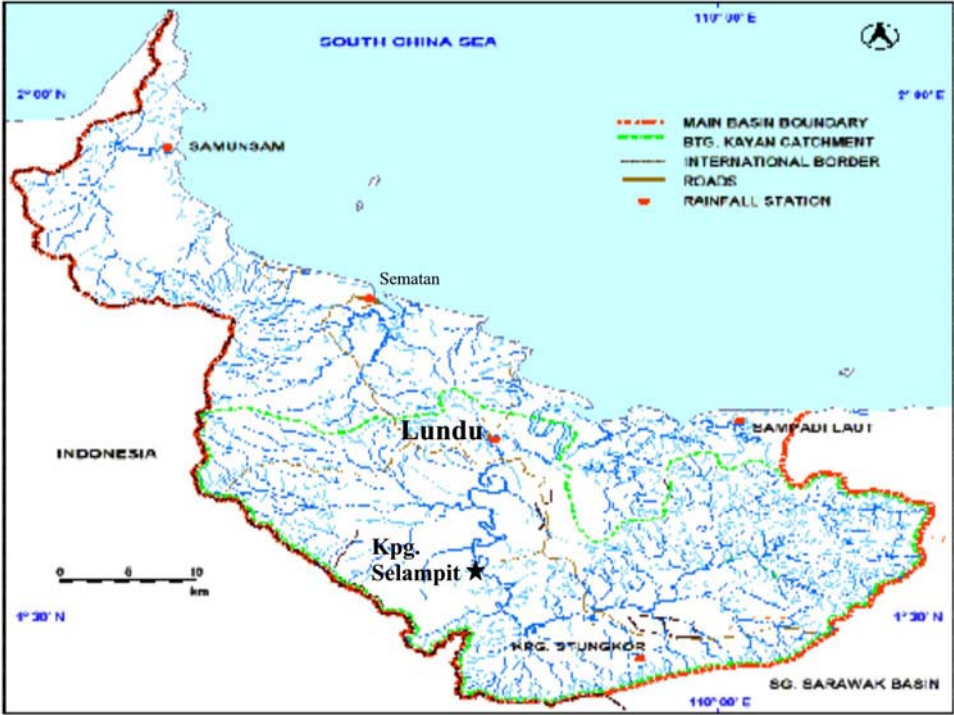 110° 00' E
SOUTH CHINA SEA
2° 00' N
2° 00' E
MAIN BASIN BOUNDARY
BTG. KAYAN CATCHMENT
INTERNATIONAL BORDER
ROADS
RAINFALL STATION
SAMUNSAM
Sematan
Lundu
SAMPADI LAUT
INDONESIA
Kpg.
Selampit
0
10
km
1° 30' N
1° 30' N
KPG. STUNGKOR
SG. SARAWAK BASIN
110° 00' E